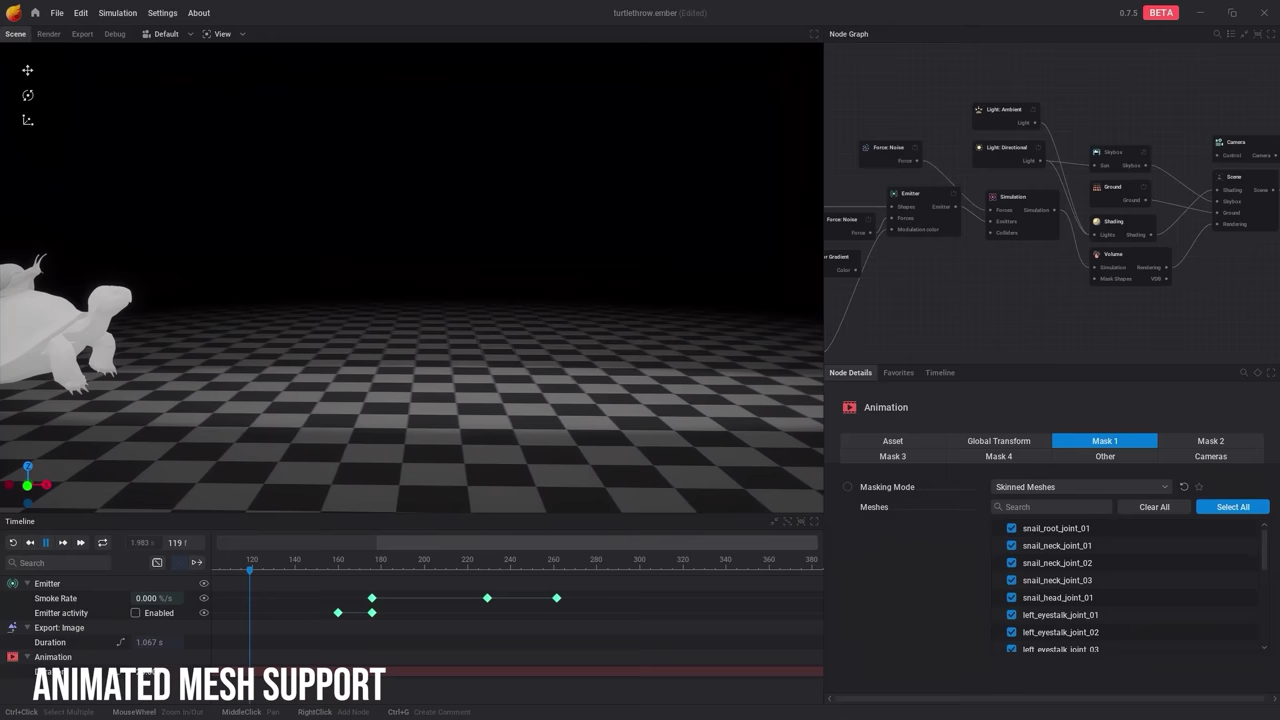 File Edit Simulation Settings About
turtlethrow.ember (Edited)
0.7.5 BETA
Scene Render Export Debug Default View
Node Graph
Light: Ambient
Light
Force: Noise
Force
Light: Directional
Light
Skybox
Sun Skybox
Camera
Control Camera
Emitter
Shapes Emitter
Forces
Modulation color
Simulation
Forces Simulation
Emitters
Colliders
Ground
Ground
Scene
Shading Scene
Skybox
Ground
Rendering
Force: Noise
Force
Shading
Lights Shading
r Gradient
Color
Volume
Simulation Rendering
Mask Shapes VDB
Node Details Favorites Timeline
Animation
Asset Global Transform Mask 1 Mask 2
Mask 3 Mask 4 Other Cameras
Masking Mode Skinned Meshes
Meshes Search Clear All Select All
snail_root_joint_01
snail_neck_joint_01
snail_neck_joint_02
snail_neck_joint_03
snail_head_joint_01
left_eyestalk_joint_01
left_eyestalk_joint_02
left_eyestalk_joint_03
Z
X
Timeline
1.983 s 119 f
Search
120 160 180 200 220 240 260 280 300 320 340 360 380
Emitter
Smoke Rate 0.000 %/s
Emitter activity Enabled
Export: Image
Duration 1.067 s
Animation
ANIMATED MESH SUPPORT
Ctrl+Click Select Multiple MouseWheel Zoom In/Out MiddleClick Pan RightClick Add Node Ctrl+G Create Comment